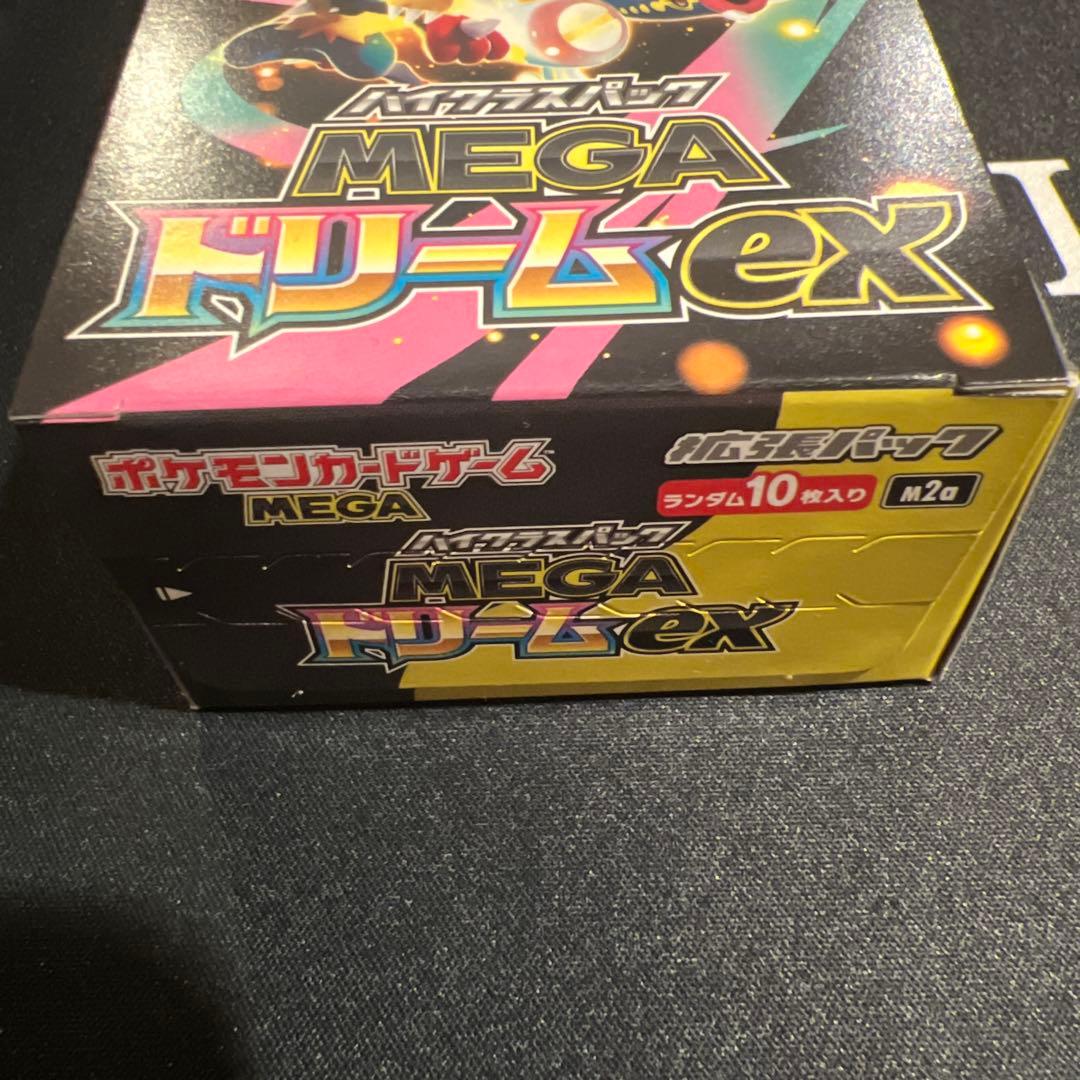 ハイクラスパック
MEGA
ドリームex
ポケモンカードゲーム
MEGA
拡張パック
ランダム10枚入り
M2a
ハイクラスパック
MEGA
ドリームex